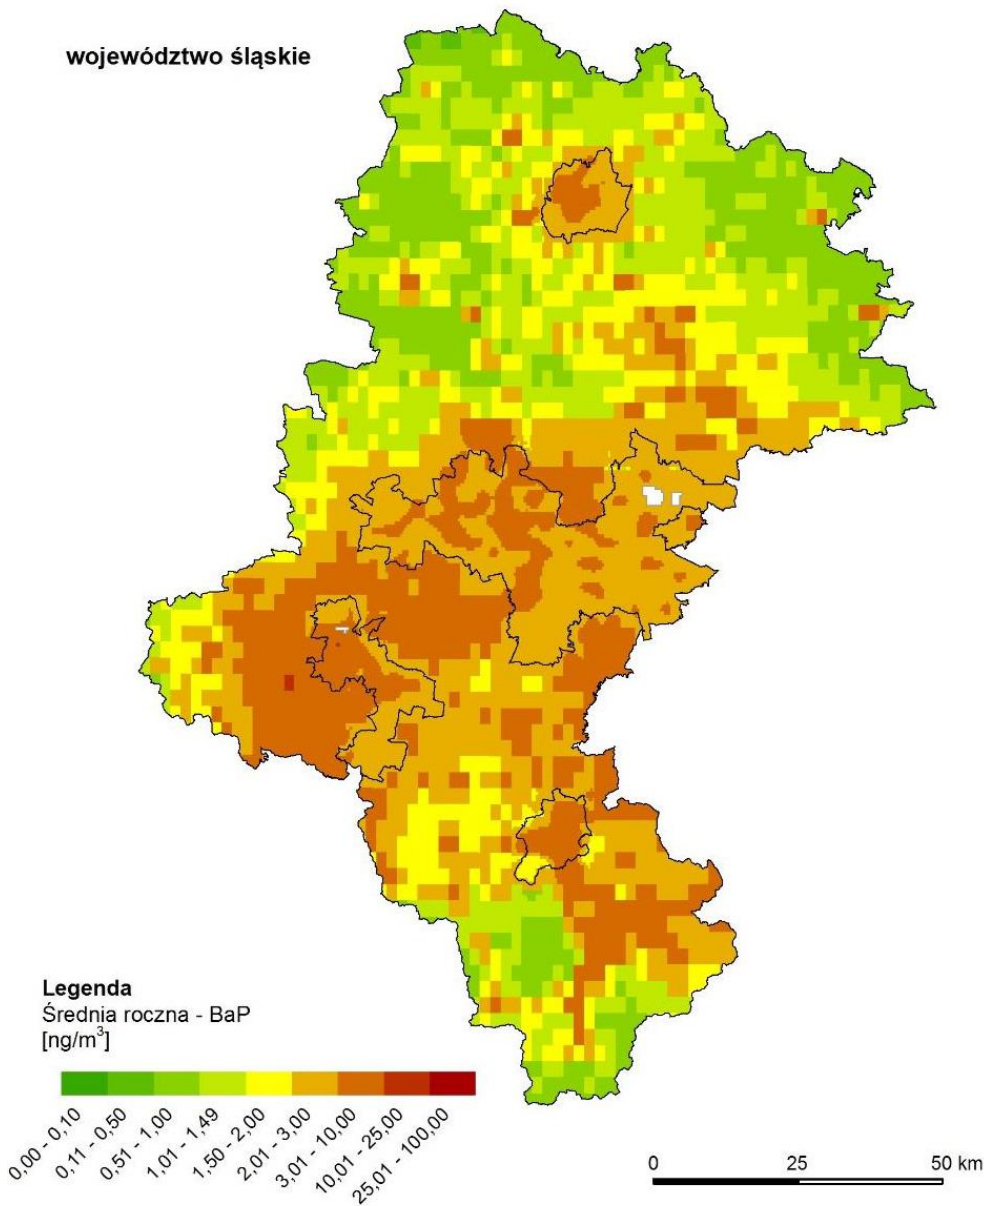 województwo śląskie
Legenda
Średnia roczna - BaP
[ng/m³]
0,00 - 0,10
0,11 - 0,50
0,51 - 1,00
1,01 - 1,49
1,50 - 2,00
2,01 - 3,00
3,01 - 10,00
10,01 - 25,00
25,01 - 100,00
0 25 50 km